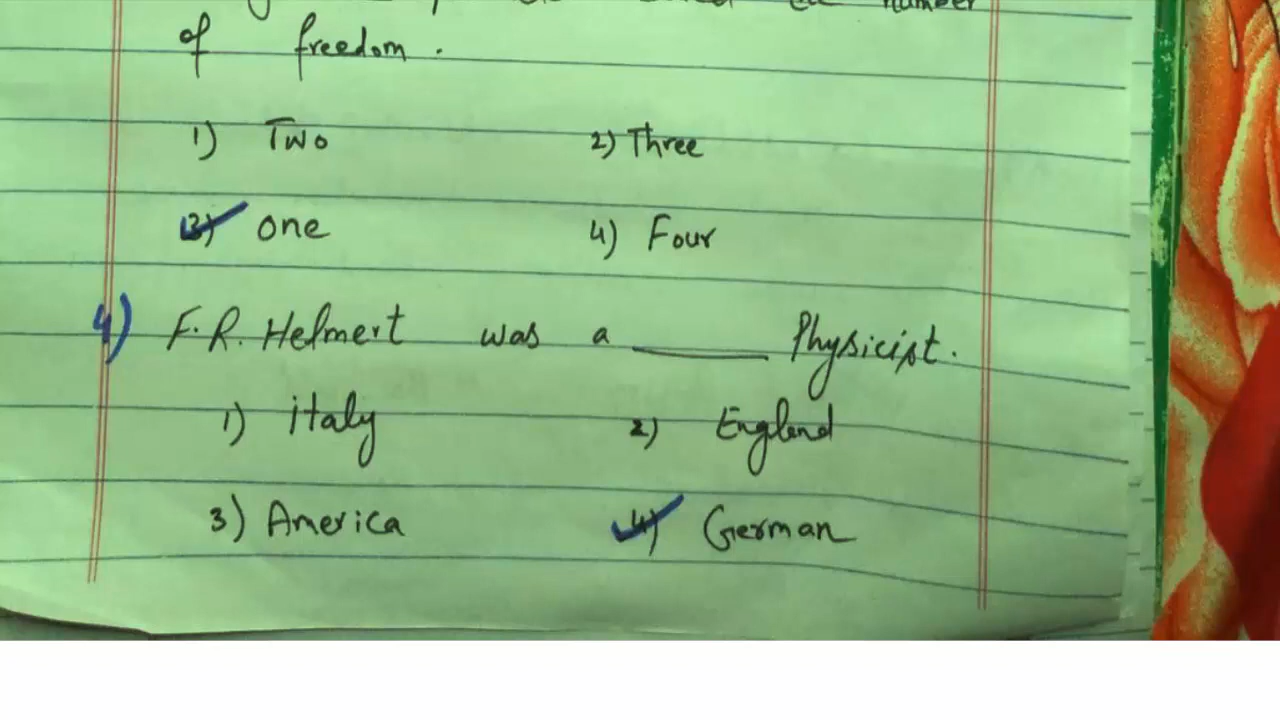 number
of freedom.
1) Two 2) Three
3) one 4) Four
4) F.R. Helmert was a ______ Physicist.
1) italy 2) England
3) America 4) German